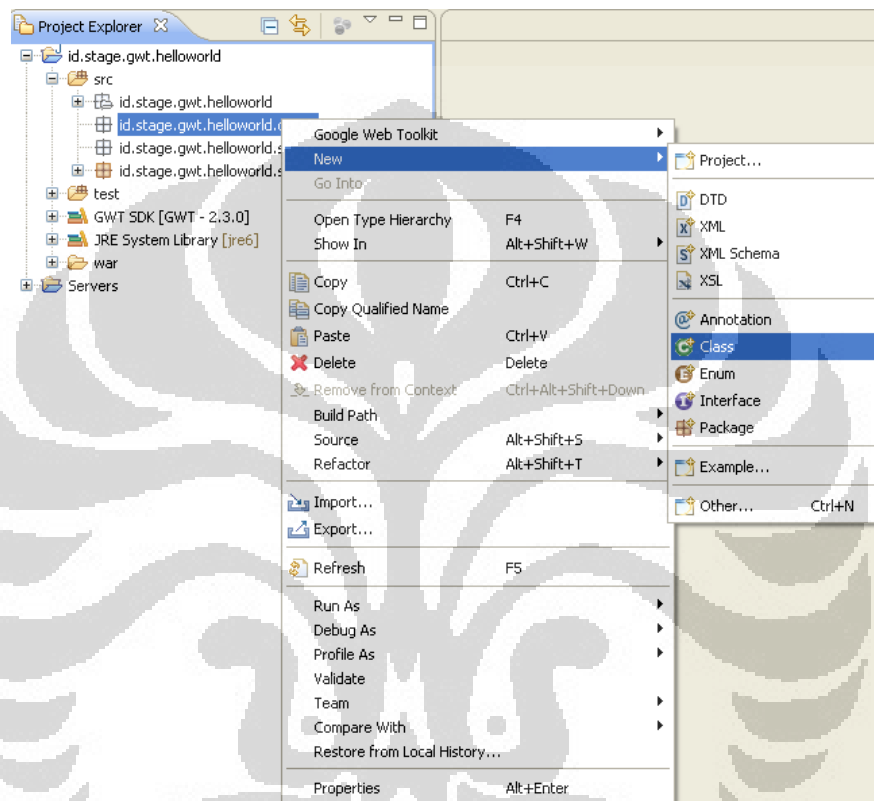 Project Explorer
id.stage.gwt.helloworld
src
id.stage.gwt.helloworld
id.stage.gwt.helloworld.
id.stage.gwt.helloworld.s
id.stage.gwt.helloworld.s
test
GWT SDK [GWT - 2.3.0]
JRE System Library [jre6]
war
Servers
Google Web Toolkit
New
Go Into
Open Type Hierarchy F4
Show In Alt+Shift+W
Copy Ctrl+C
Copy Qualified Name
Paste Ctrl+V
Delete Delete
Remove from Context Ctrl+Alt+Shift+Down
Build Path
Source Alt+Shift+S
Refactor Alt+Shift+T
Import...
Export...
Refresh F5
Run As
Debug As
Profile As
Validate
Team
Compare With
Restore from Local History...
Properties Alt+Enter
Project...
DTD
XML
XML Schema
XSL
Annotation
Class
Enum
Interface
Package
Example...
Other... Ctrl+N